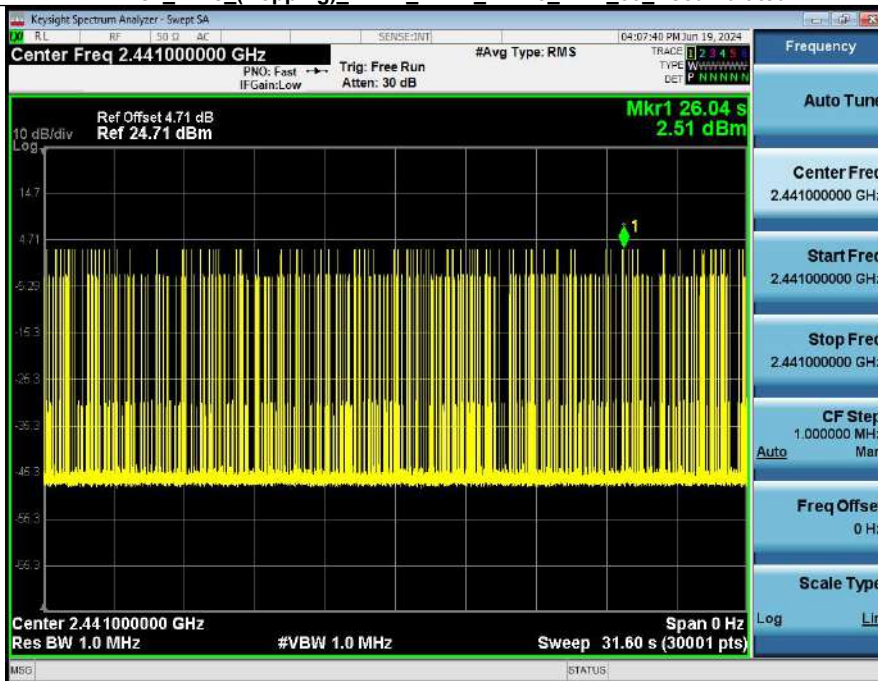 Keysight Spectrum Analyzer - Swept SA
RL RF 50 Ω AC SENSE:INT 04:07:40 PM Jun 19, 2024
Center Freq 2.441000000 GHz
#Avg Type: RMS
TRACE 1 2 3 4 5 6
PNO: Fast Trig: Free Run
TYPE W
IFGain:Low Atten: 30 dB
DET P N N N N N
Frequency
Auto Tune
Ref Offset 4.71 dB
Mkr1 26.04 s
10 dB/div Ref 24.71 dBm
2.51 dBm
Log
14.7
4.71
-5.29
-15.3
-25.3
-35.3
-45.3
-55.3
-65.3
1
Center Freq
2.441000000 GHz
Start Freq
2.441000000 GHz
Stop Freq
2.441000000 GHz
CF Step
1.000000 MHz
Auto Man
Freq Offset
0 Hz
Scale Type
Log Lin
Center 2.441000000 GHz Span 0 Hz
Res BW 1.0 MHz #VBW 1.0 MHz Sweep 31.60 s (30001 pts)
MSG STATUS